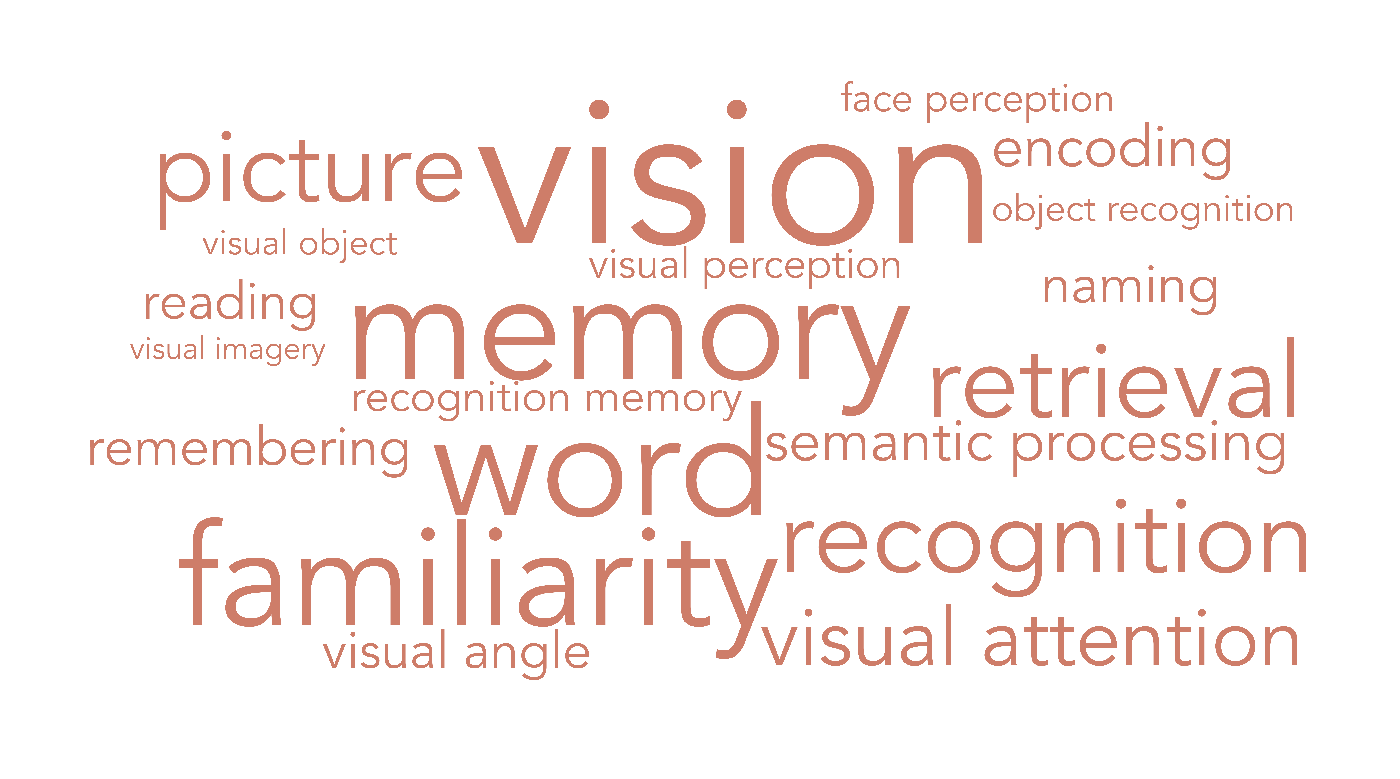 face perception
picture
vision
encoding
object recognition
visual object
visual perception
naming
reading
memory
visual imagery
retrieval
recognition memory
remembering
word
semantic processing
familiarity
recognition
visual angle
visual attention